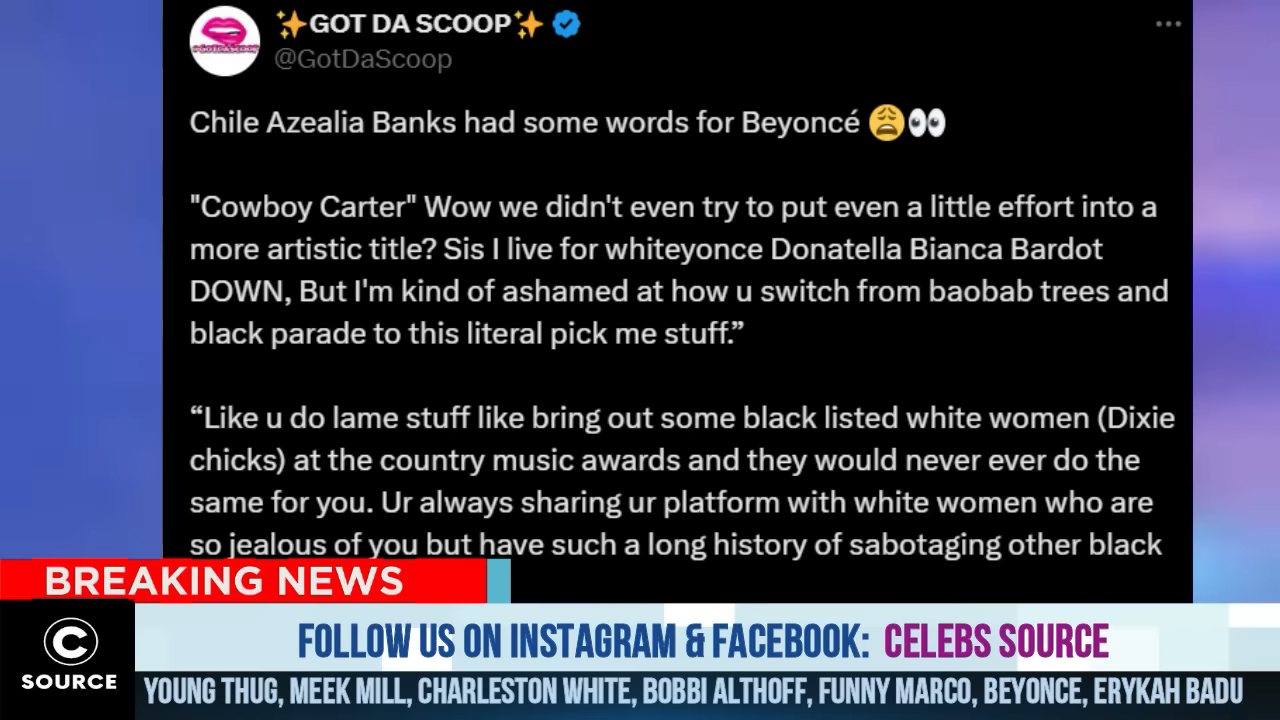 ✨GOT DA SCOOP✨
@GotDaScoop
Chile Azealia Banks had some words for Beyoncé 😩👀
"Cowboy Carter" Wow we didn't even try to put even a little effort into a
more artistic title? Sis I live for whiteyonce Donatella Bianca Bardot
DOWN, But I'm kind of ashamed at how u switch from baobab trees and
black parade to this literal pick me stuff.”
“Like u do lame stuff like bring out some black listed white women (Dixie
chicks) at the country music awards and they would never ever do the
same for you. Ur always sharing ur platform with white women who are
so jealous of you but have such a long history of sabotaging other black
BREAKING NEWS
FOLLOW US ON INSTAGRAM & FACEBOOK: CELEBS SOURCE
C
SOURCE
YOUNG THUG, MEEK MILL, CHARLESTON WHITE, BOBBI ALTHOFF, FUNNY MARCO, BEYONCE, ERYKAH BADU